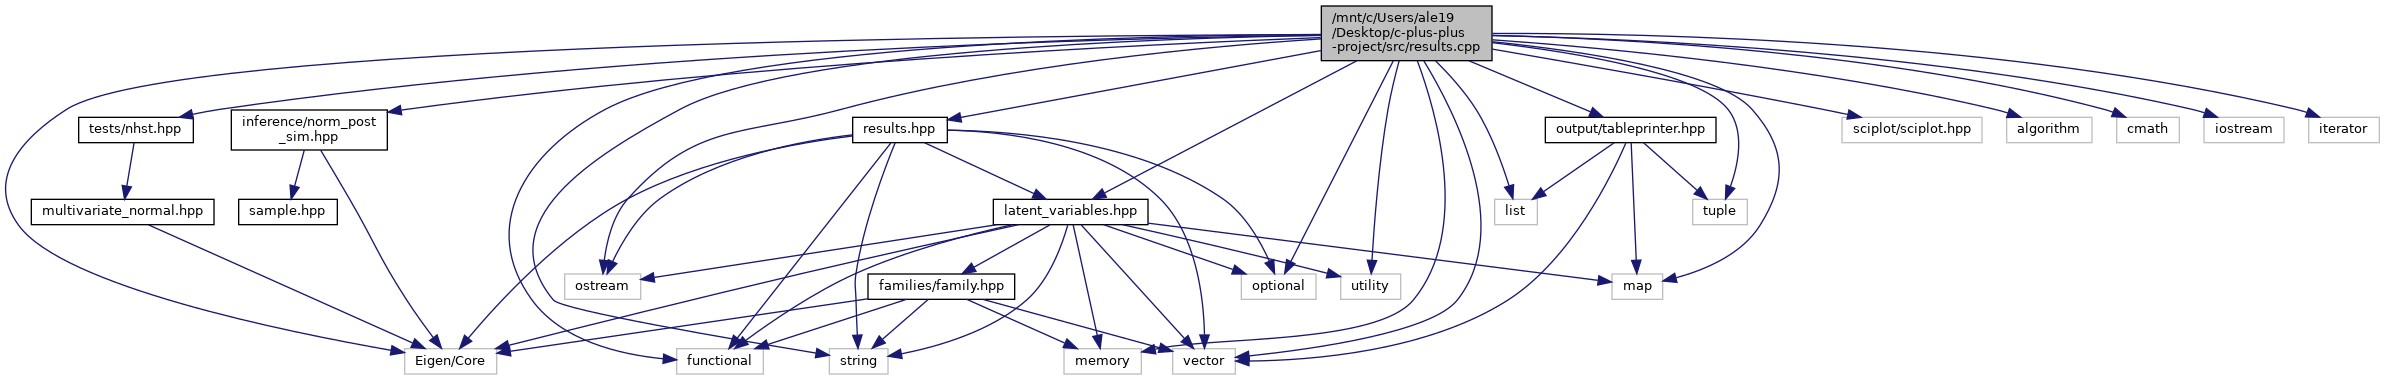 /mnt/c/Users/ale19
/Desktop/c-plus-plus
-project/src/results.cpp
tests/nhst.hpp
inference/norm_post
_sim.hpp
results.hpp
output/tableprinter.hpp
sciplot/sciplot.hpp
algorithm
cmath
iostream
iterator
multivariate_normal.hpp
sample.hpp
latent_variables.hpp
list
tuple
ostream
families/family.hpp
optional
utility
map
Eigen/Core
functional
string
memory
vector